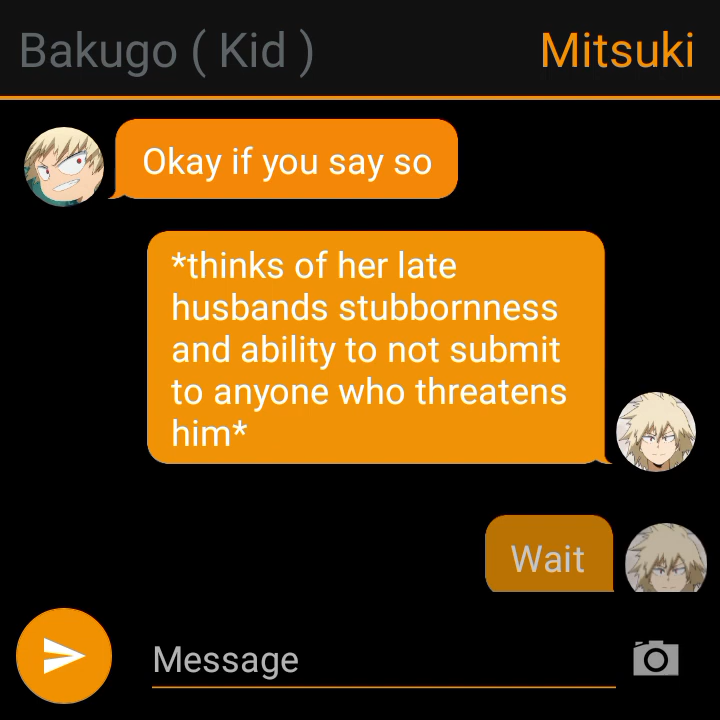 Bakugo ( Kid ) Mitsuki
Okay if you say so
*thinks of her late
husbands stubbornness
and ability to not submit
to anyone who threatens
him*
Wait
Message